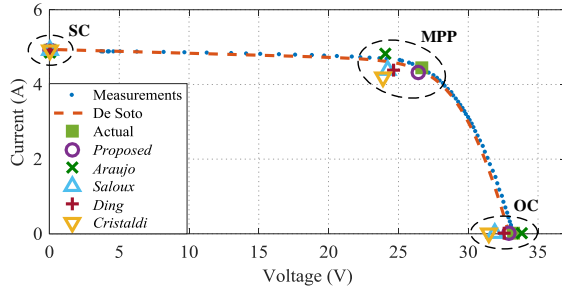 6
SC
MPP
4
Current (A)
Measurements
De Soto
Actual
Proposed
2
Araujo
Saloux
Ding
Cristaldi
OC
0
0 5 10 15 20 25 30 35
Voltage (V)